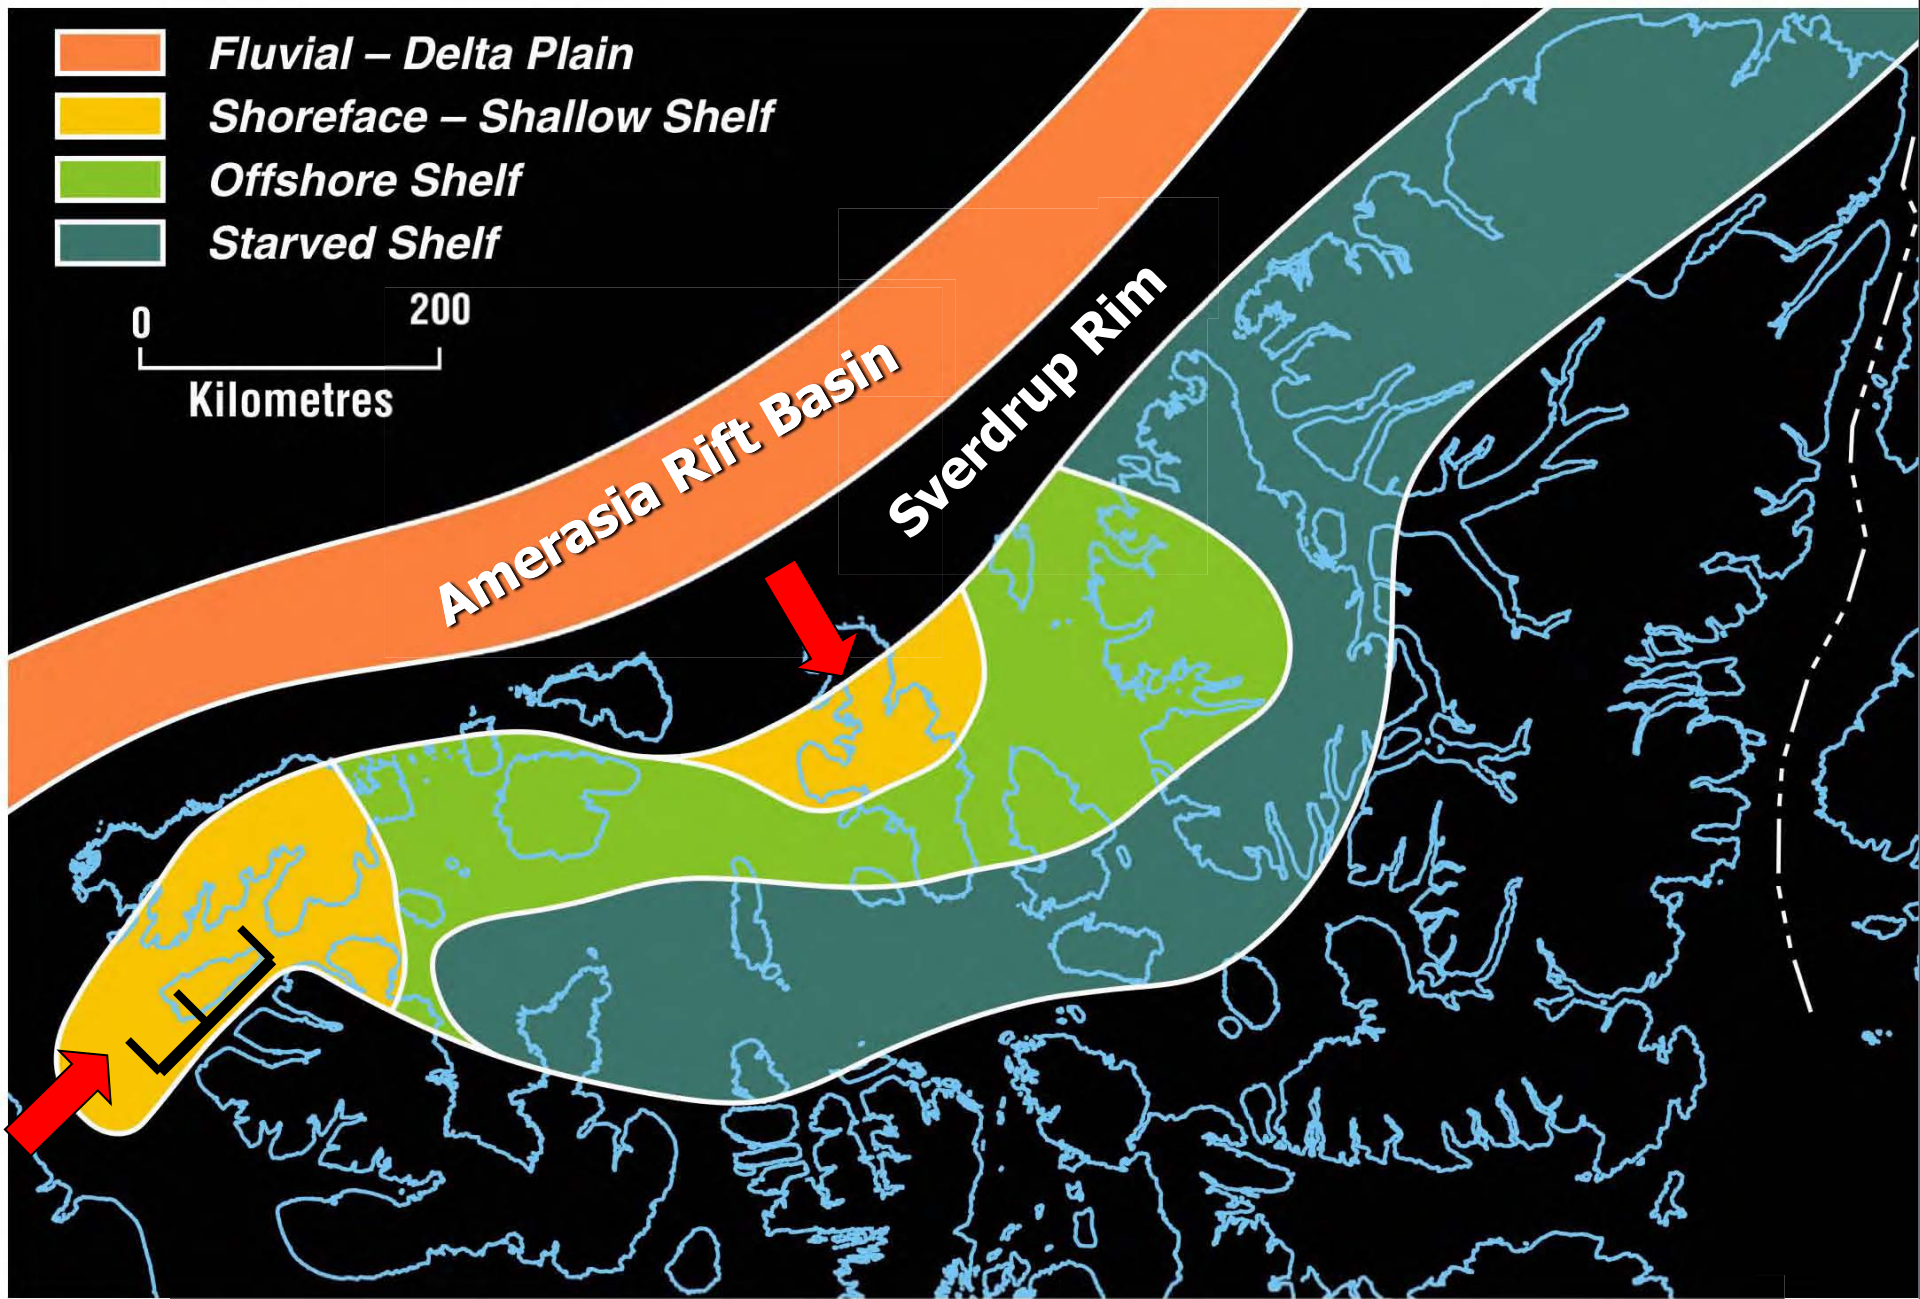 Fluvial – Delta Plain
Shoreface – Shallow Shelf
Offshore Shelf
Starved Shelf
0 200
Kilometres
Amerasia Rift Basin
Sverdrup Rim